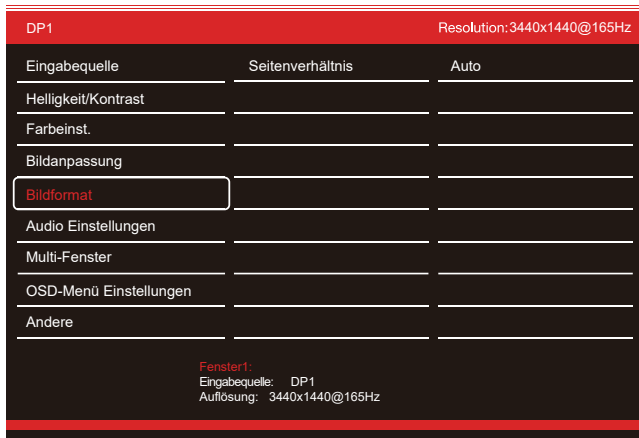 DP1 Resolution:3440x1440@165Hz
Eingabequelle Seitenverhältnis Auto
Helligkeit/Kontrast
Farbeinst.
Bildanpassung
Bildformat
Audio Einstellungen
Multi-Fenster
OSD-Menü Einstellungen
Andere
Fenster1:
Eingabequelle: DP1
Auflösung: 3440x1440@165Hz